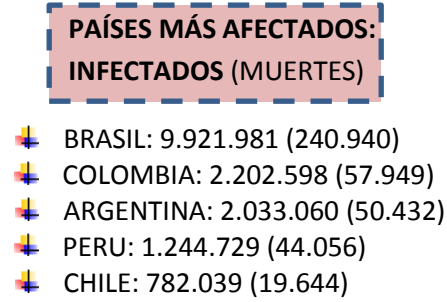 PAÍSES MÁS AFECTADOS:
INFECTADOS (MUERTES)
BRASIL: 9.921.981 (240.940)
COLOMBIA: 2.202.598 (57.949)
ARGENTINA: 2.033.060 (50.432)
PERU: 1.244.729 (44.056)
CHILE: 782.039 (19.644)